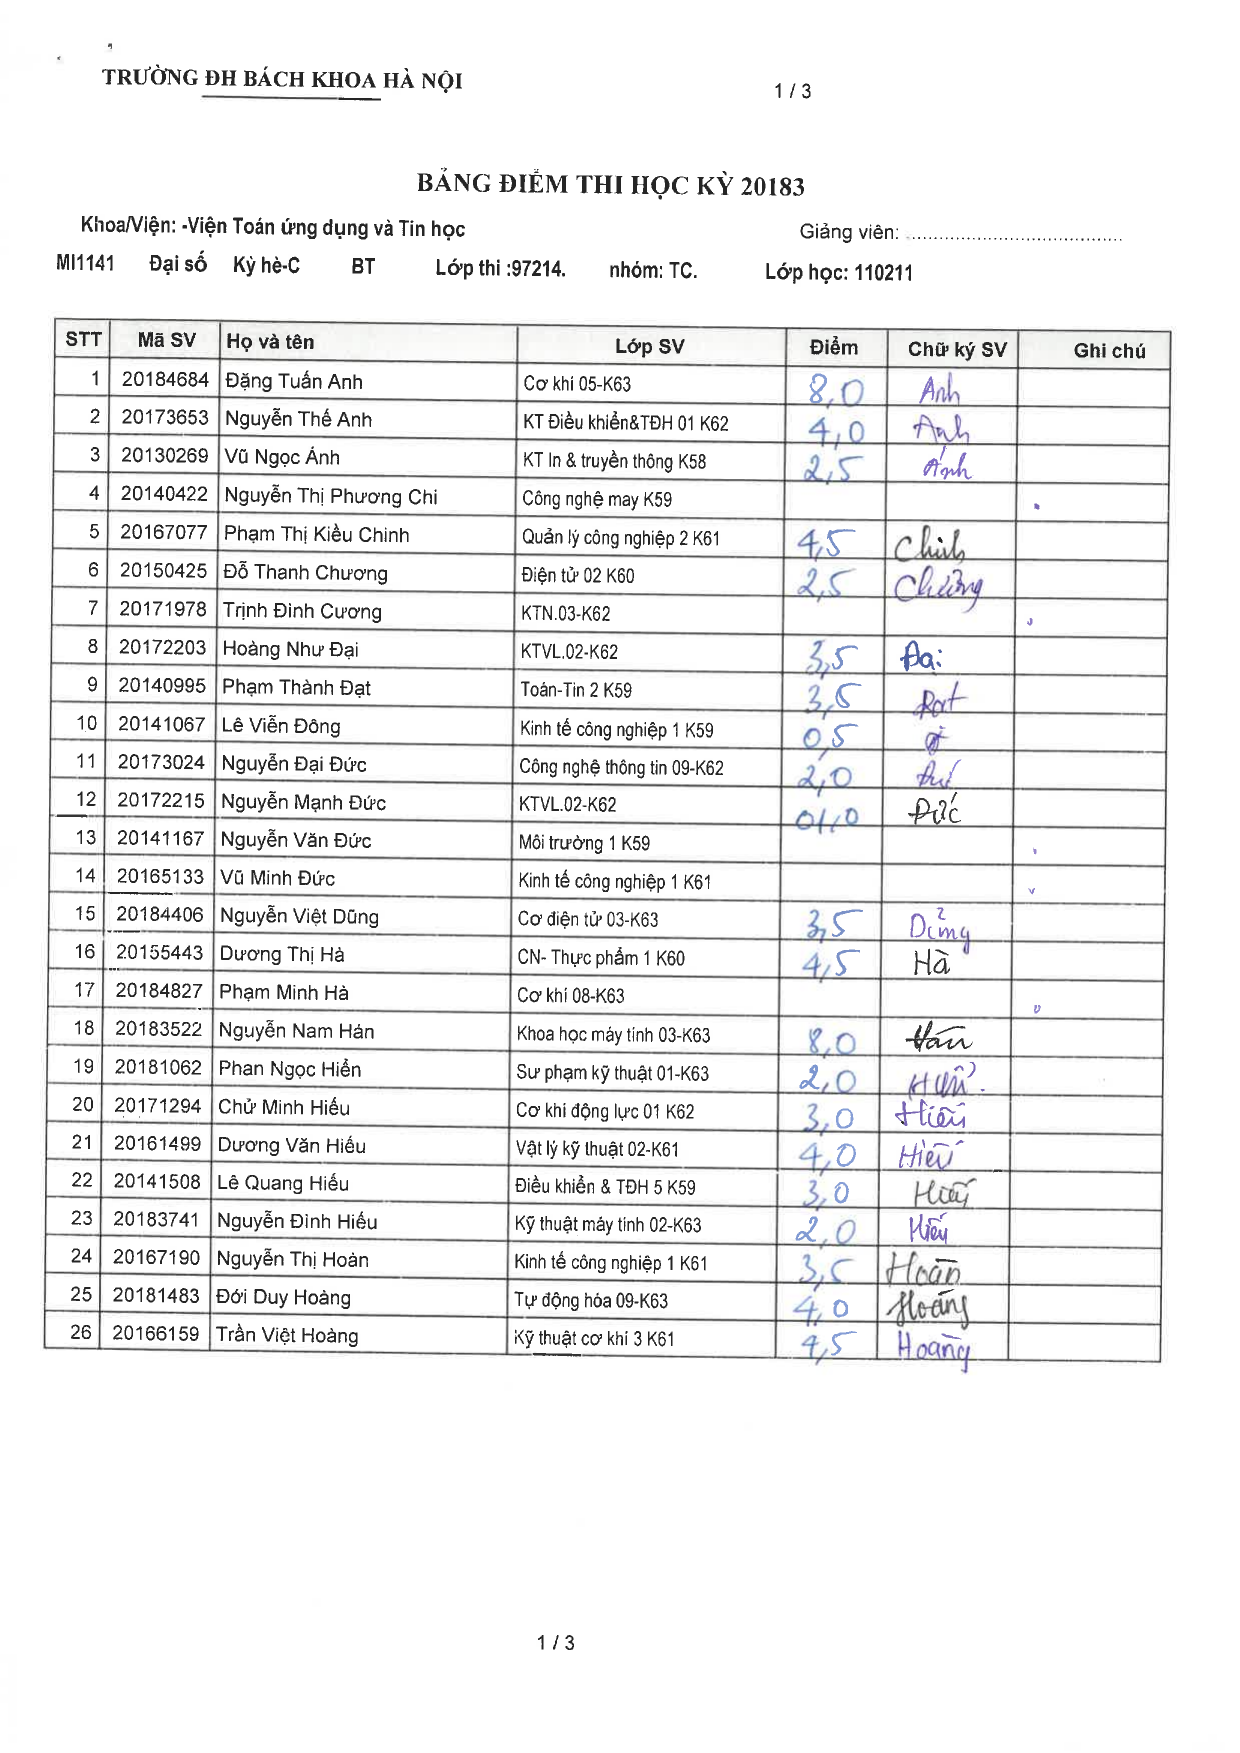 TRƯỜNG ĐH BÁCH KHOA HÀ NỘI
1 / 3
BẢNG ĐIỂM THI HỌC KỲ 20183
Khoa/Viện: -Viện Toán ứng dụng và Tin học Giảng viên: ........................................
MI1141 Đại số Kỳ hè-C BT Lớp thi :97214. nhóm: TC. Lớp học: 110211
STT Mã SV Họ và tên Lớp SV Điểm Chữ ký SV Ghi chú
1 20184684 Đặng Tuấn Anh Cơ khí 05-K63 8,0 Anh
2 20173653 Nguyễn Thế Anh KT Điều khiển&TĐH 01 K62 4,0 Anh
3 20130269 Vũ Ngọc Ánh KT In & truyền thông K58 2,5 Ánh
4 20140422 Nguyễn Thị Phương Chi Công nghệ may K59
5 20167077 Phạm Thị Kiều Chinh Quản lý công nghiệp 2 K61 4,5 Chinh
6 20150425 Đỗ Thanh Chương Điện tử 02 K60 2,5 Chương
7 20171978 Trịnh Đình Cương KTN.03-K62
8 20172203 Hoàng Như Đại KTVL.02-K62 3,5 Đại
9 20140995 Phạm Thành Đạt Toán-Tin 2 K59 3,5 Đạt
10 20141067 Lê Viễn Đông Kinh tế công nghiệp 1 K59 0,5
11 20173024 Nguyễn Đại Đức Công nghệ thông tin 09-K62 2,0
12 20172215 Nguyễn Mạnh Đức KTVL.02-K62 01,0 Đức
13 20141167 Nguyễn Văn Đức Môi trường 1 K59
14 20165133 Vũ Minh Đức Kinh tế công nghiệp 1 K61
15 20184406 Nguyễn Việt Dũng Cơ điện tử 03-K63 3,5 Dũng
16 20155443 Dương Thị Hà CN- Thực phẩm 1 K60 4,5 Hà
17 20184827 Phạm Minh Hà Cơ khí 08-K63
18 20183522 Nguyễn Nam Hán Khoa học máy tính 03-K63 8,0 Hán
19 20181062 Phan Ngọc Hiển Sư phạm kỹ thuật 01-K63 2,0
20 20171294 Chử Minh Hiếu Cơ khí động lực 01 K62 3,0 Hiếu
21 20161499 Dương Văn Hiếu Vật lý kỹ thuật 02-K61 4,0 Hiếu
22 20141508 Lê Quang Hiếu Điều khiển & TĐH 5 K59 3,0 Hiếu
23 20183741 Nguyễn Đình Hiếu Kỹ thuật máy tính 02-K63 2,0 Hiếu
24 20167190 Nguyễn Thị Hoàn Kinh tế công nghiệp 1 K61 3,5 Hoàn
25 20181483 Đới Duy Hoàng Tự động hóa 09-K63 4,0 Hoàng
26 20166159 Trần Việt Hoàng Kỹ thuật cơ khí 3 K61 4,5 Hoàng
1 / 3